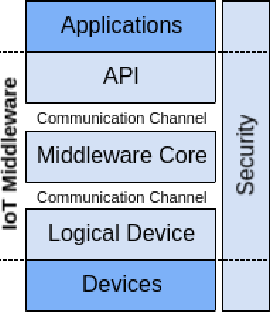 Applications
API
Communication Channel
Middleware Core
Communication Channel
Logical Device
Devices
IoT Middleware
Security